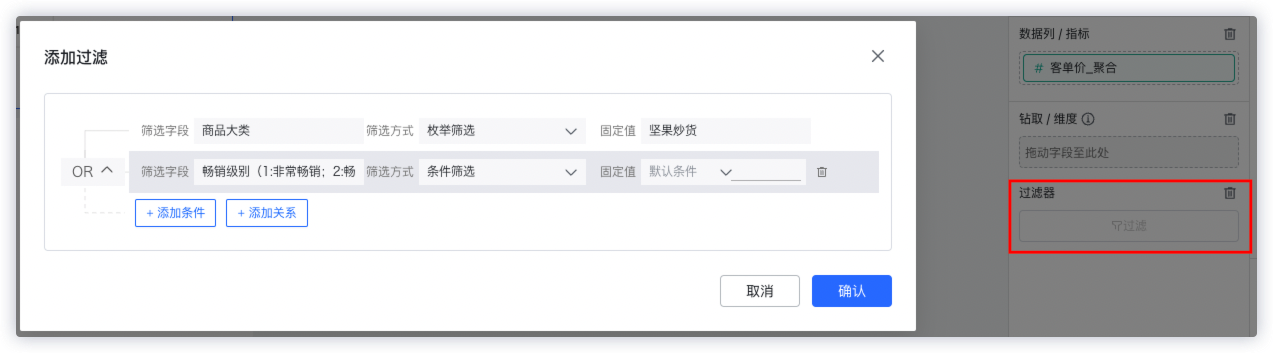 添加过滤
筛选字段 商品大类 筛选方式 枚举筛选 固定值 坚果炒货
OR
筛选字段 畅销级别（1:非常畅销；2:畅 筛选方式 条件筛选 固定值 默认条件
+ 添加条件 + 添加关系
取消 确认
数据列 / 指标
# 客单价_聚合
钻取 / 维度
拖动字段至此处
过滤器
过滤